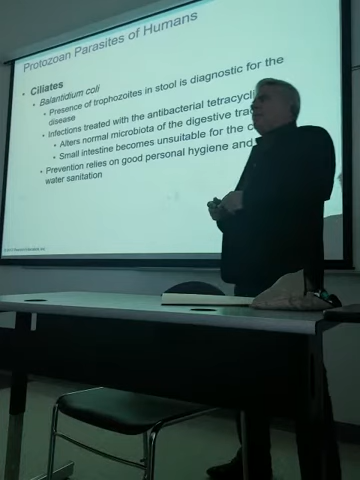 Protozoan Parasites of Humans
• Ciliates
• Balantidium coli
• Presence of trophozoites in stool is diagnostic for the
disease
• Infections treated with the antibacterial
• Alters normal microbiota of the digestive
• Small intestine becomes unsuitable for the
• Prevention relies on good personal hygiene and
water sanitation